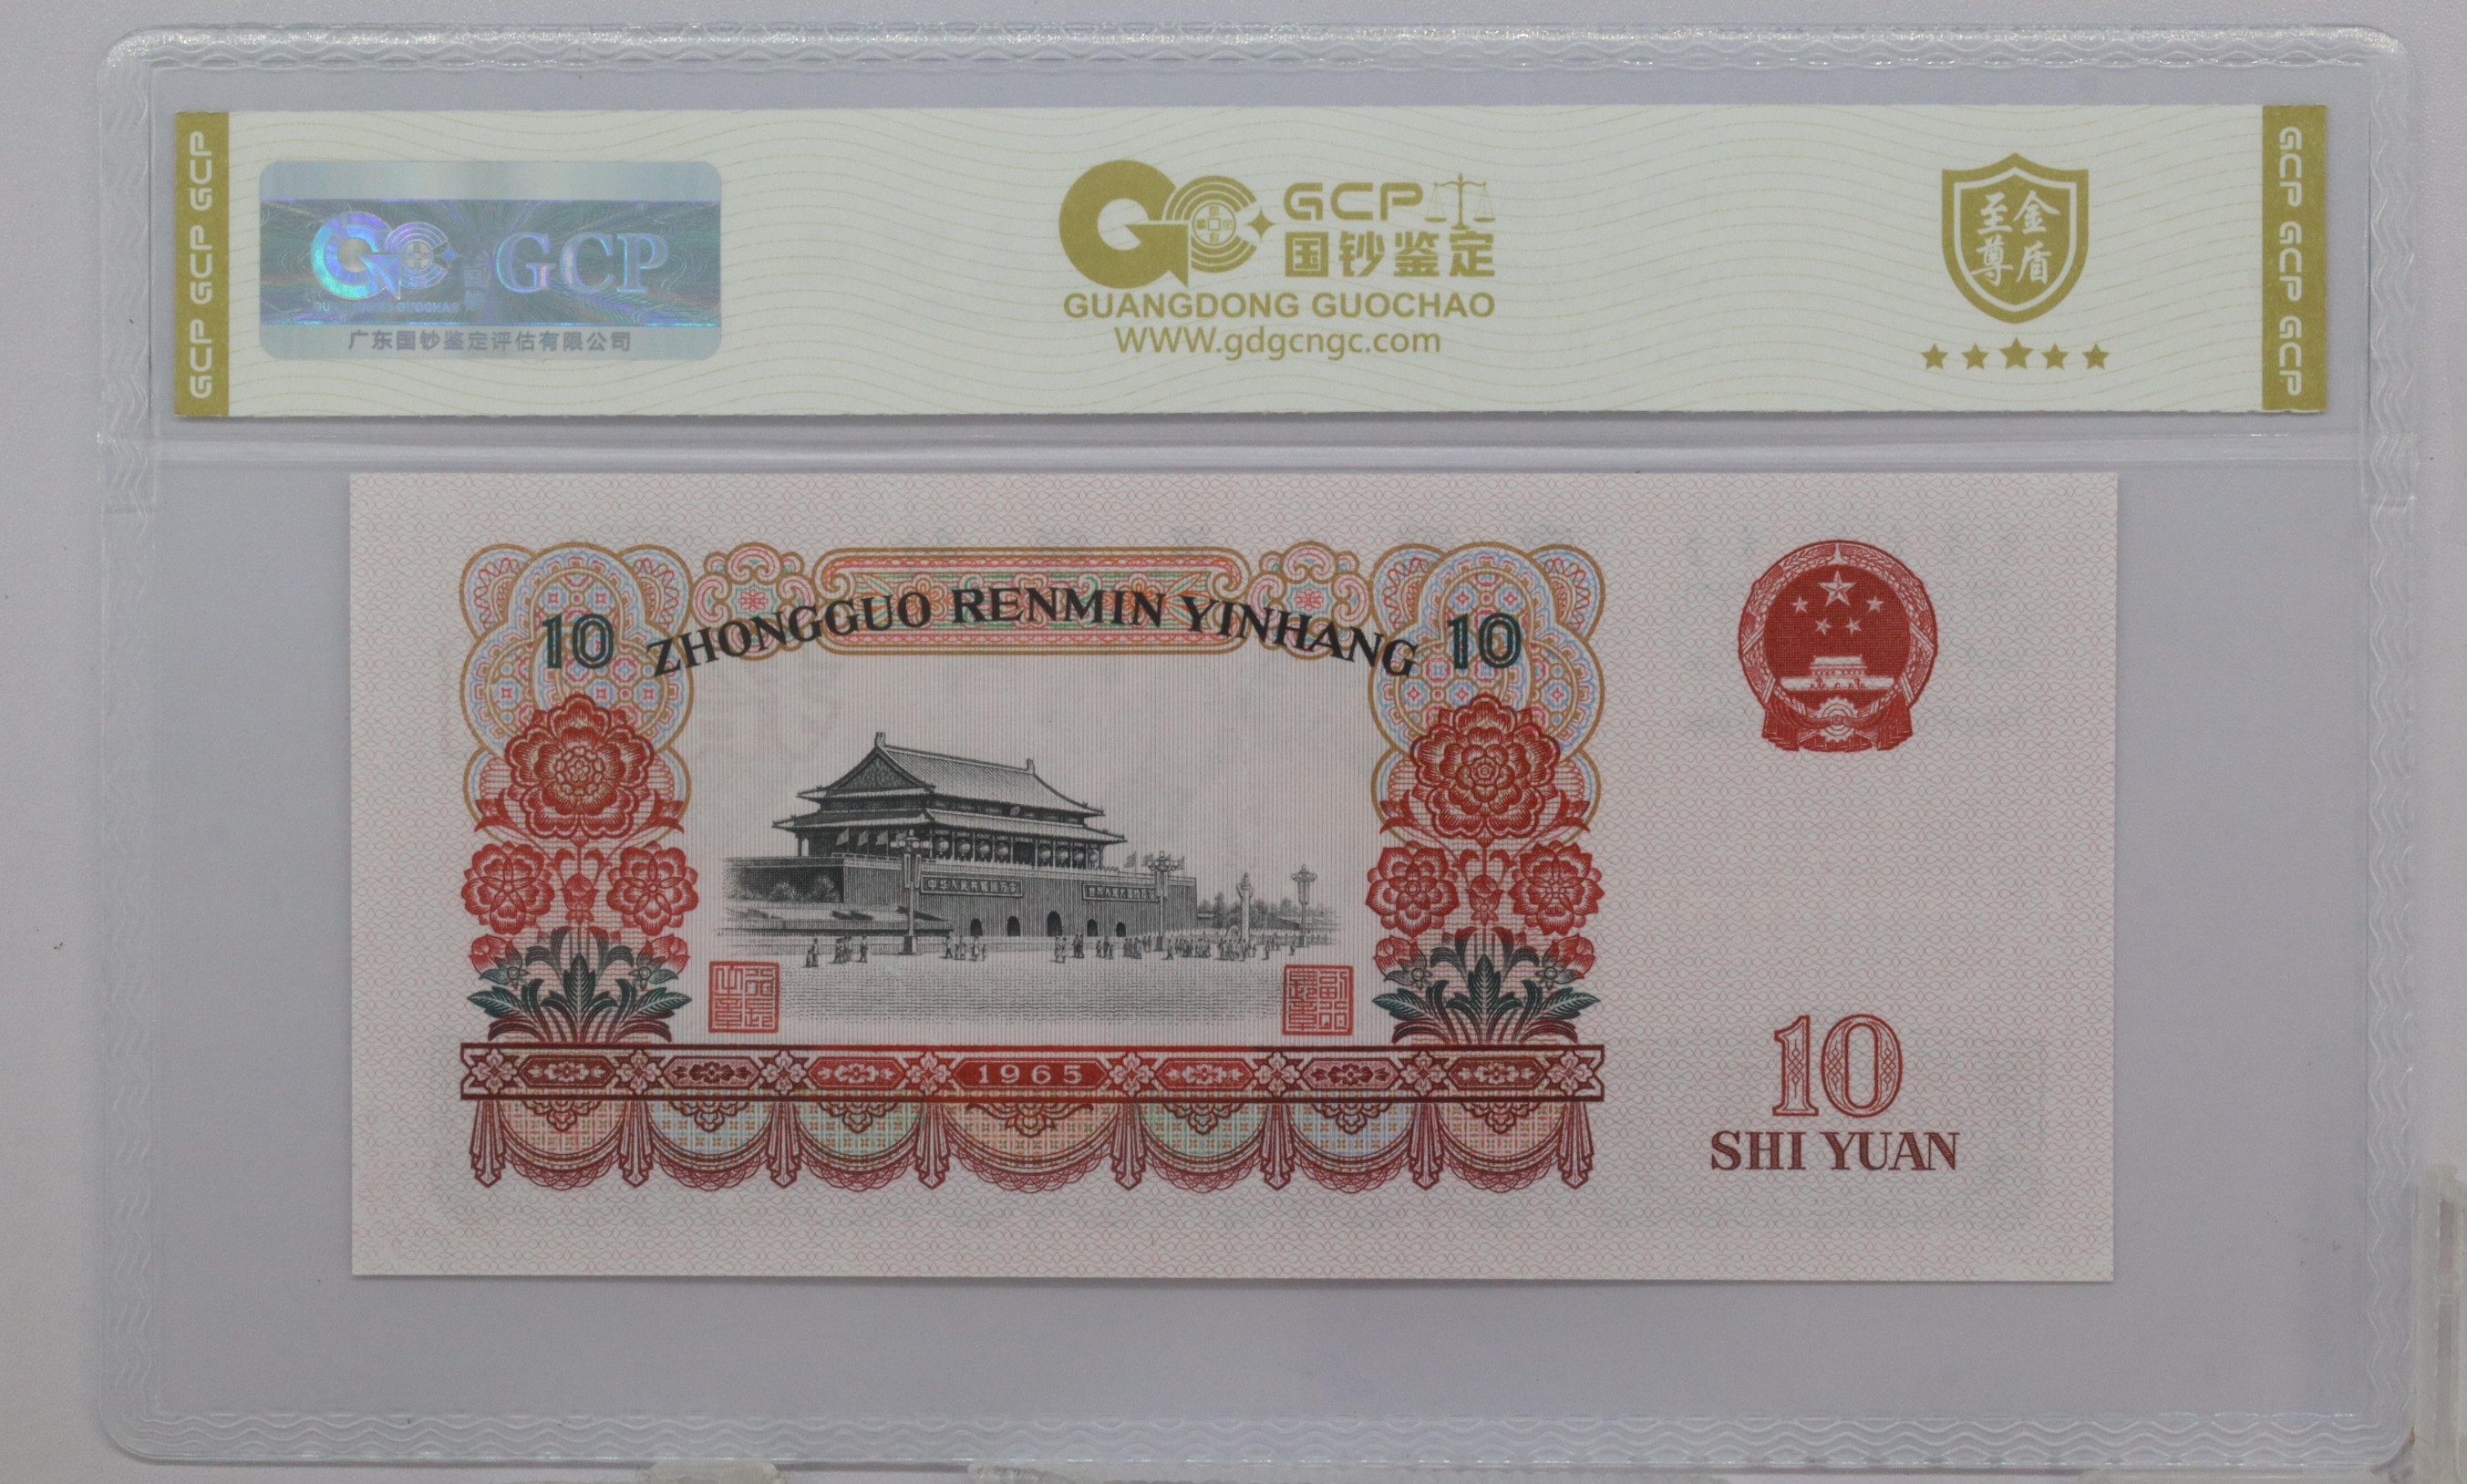 GCP GCP GCP
GCP
广东国钞鉴定评估有限公司
GCP
国钞鉴定
GUANGDONG GUOCHAO
WWW.gdgcngc.com
至尊金盾
GCP GCP GCP
ZHONGGUO RENMIN YINHANG
10
10
1965
10
SHI YUAN